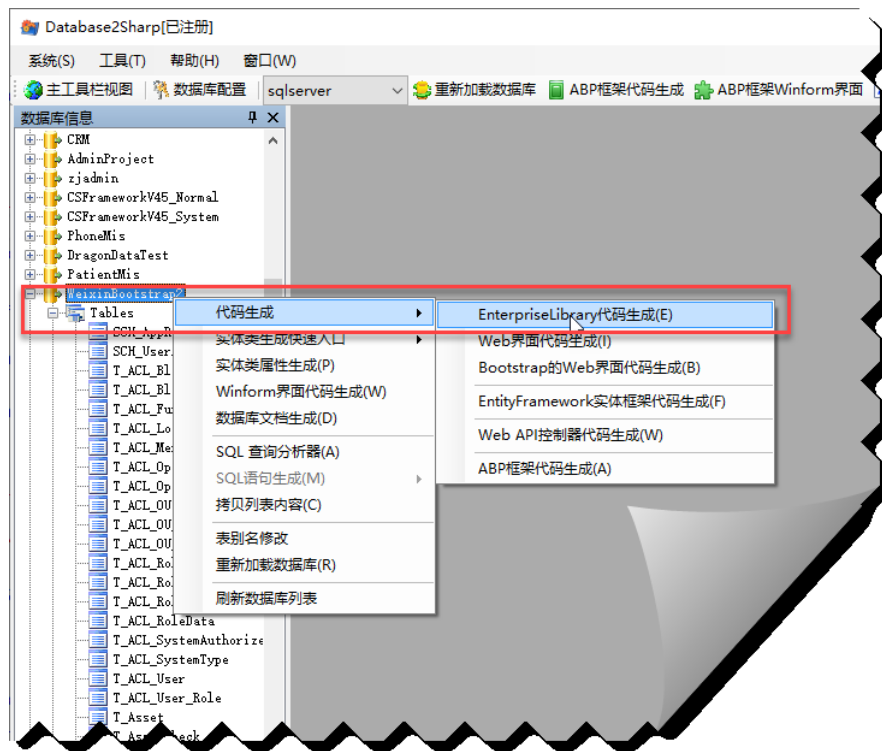 Database2Sharp[已注册]
系统(S) 工具(T) 帮助(H) 窗口(W)
主工具栏视图 数据库配置 sqlserver 重新加载数据库 ABP框架代码生成 ABP框架Winform界面
数据库信息
CRM
AdminProject
zjadmin
CSFrameworkV45_Normal
CSFrameworkV45_System
PhoneMis
DragonDataTest
PatientMis
WeixinBootstrap2
Tables
SCH_User
T_ACL_Bl
T_ACL_Bl
T_ACL_Fu
T_ACL_Lo
T_ACL_Me
T_ACL_Op
T_ACL_Op
T_ACL_OU
T_ACL_OU
T_ACL_OU
T_ACL_Ro
T_ACL_Ro
T_ACL_Ro
T_ACL_RoleData
T_ACL_SystemAuthorize
T_ACL_SystemType
T_ACL_User
T_ACL_User_Role
T_Asset
代码生成
实体类生成快速入口
实体类属性生成(P)
Winform界面代码生成(W)
数据库文档生成(D)
SQL 查询分析器(A)
SQL语句生成(M)
拷贝列表内容(C)
表别名修改
重新加载数据库(R)
刷新数据库列表
EnterpriseLibrary代码生成(E)
Web界面代码生成(I)
Bootstrap的Web界面代码生成(B)
EntityFramework实体框架代码生成(F)
Web API控制器代码生成(W)
ABP框架代码生成(A)